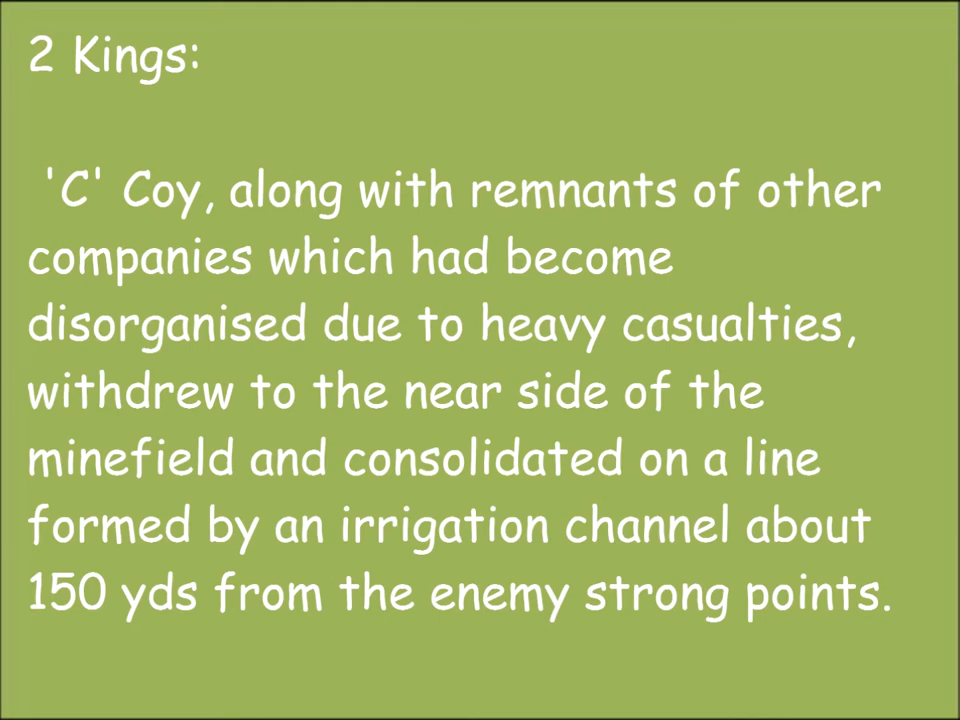 2 Kings:
'C' Coy, along with remnants of other
companies which had become
disorganised due to heavy casualties,
withdrew to the near side of the
minefield and consolidated on a line
formed by an irrigation channel about
150 yds from the enemy strong points.